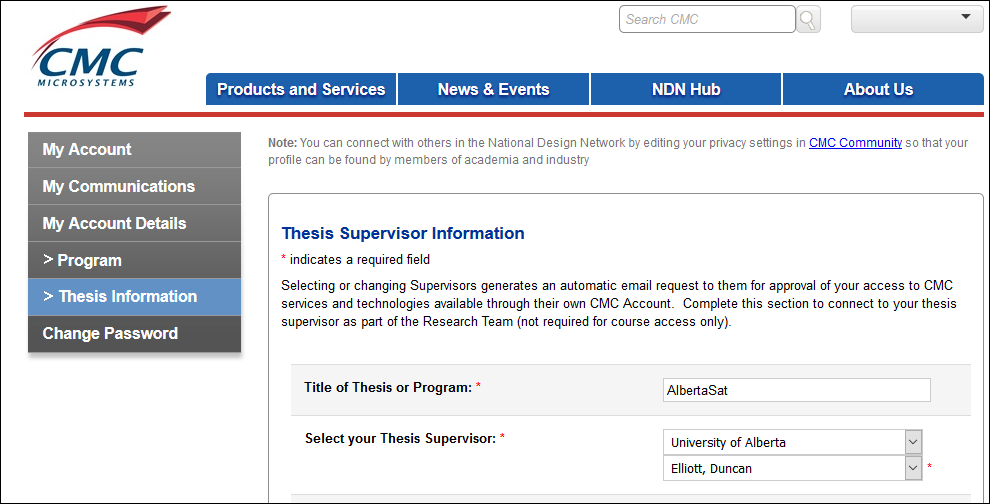 CMC
MICROSYSTEMS
Search CMC
Products and Services
News & Events
NDN Hub
About Us
My Account
My Communications
My Account Details
> Program
> Thesis Information
Change Password
Note: You can connect with others in the National Design Network by editing your privacy settings in CMC Community so that your
profile can be found by members of academia and industry
Thesis Supervisor Information
* indicates a required field
Selecting or changing Supervisors generates an automatic email request to them for approval of your access to CMC
services and technologies available through their own CMC Account.  Complete this section to connect to your thesis
supervisor as part of the Research Team (not required for course access only).
Title of Thesis or Program: *
AlbertaSat
Select your Thesis Supervisor: *
University of Alberta
Elliott, Duncan
*